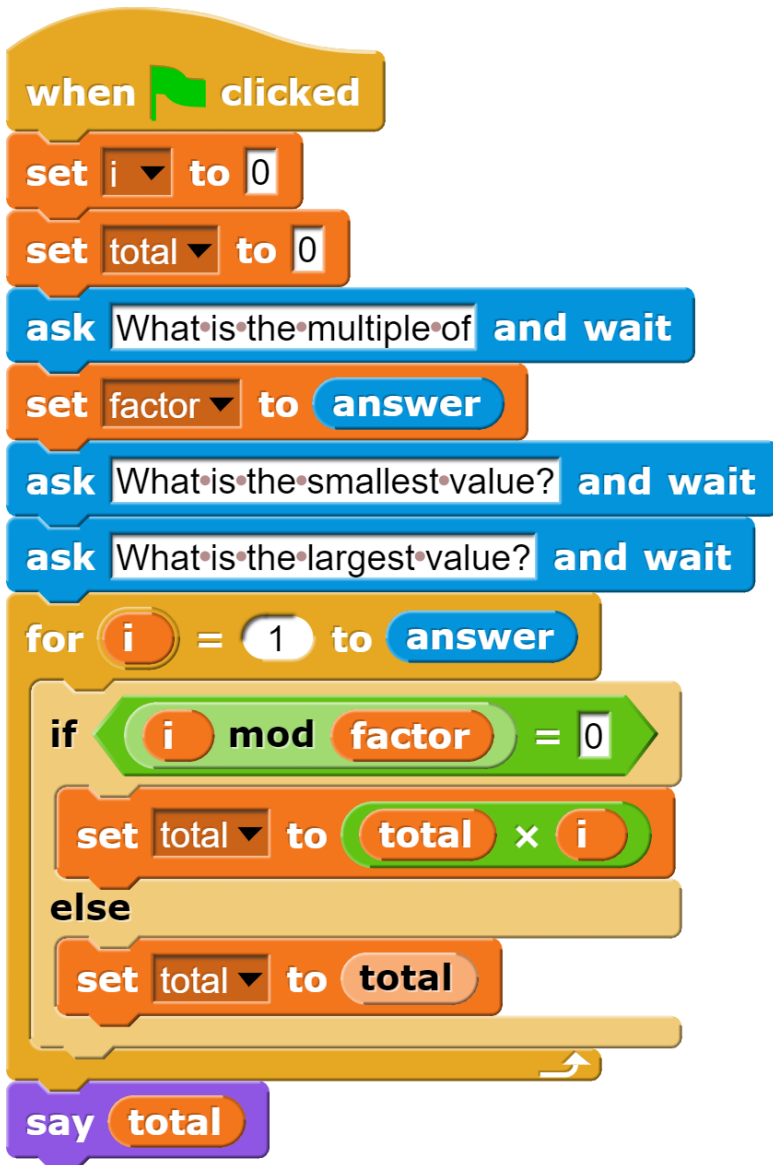 when clicked
set i to 0
set total to 0
ask What is the multiple of and wait
set factor to answer
ask What is the smallest value? and wait
ask What is the largest value? and wait
for i = 1 to answer
if i mod factor = 0
set total to total × i
else
set total to total
say total